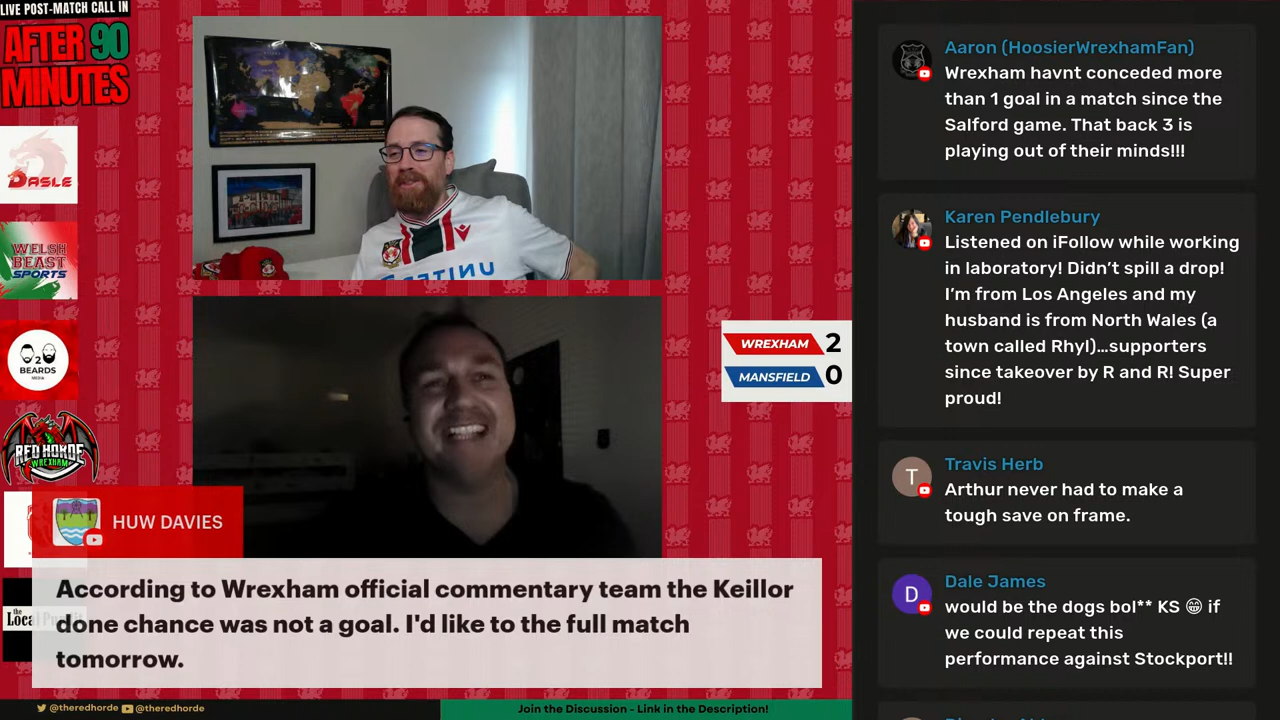 LIVE POST-MATCH CALL IN
AFTER 90
MINUTES
DASLE
WELSH
BEAST
SPORTS
2
BEARDS
MEDIA
RED HORDE
WREXHAM
the
Local
UNITED
WREXHAM 2
MANSFIELD 0
HUW DAVIES
According to Wrexham official commentary team the Keillor
done chance was not a goal. I'd like to the full match
tomorrow.
@theredhorde @theredhorde
Join the Discussion - Link in the Description!
Aaron (HoosierWrexhamFan)
Wrexham havnt conceded more
than 1 goal in a match since the
Salford game. That back 3 is
playing out of their minds!!!
Karen Pendlebury
Listened on iFollow while working
in laboratory! Didn’t spill a drop!
I’m from Los Angeles and my
husband is from North Wales (a
town called Rhyl)…supporters
since takeover by R and R! Super
proud!
T
Travis Herb
Arthur never had to make a
tough save on frame.
D
Dale James
would be the dogs bol** KS 😁 if
we could repeat this
performance against Stockport!!